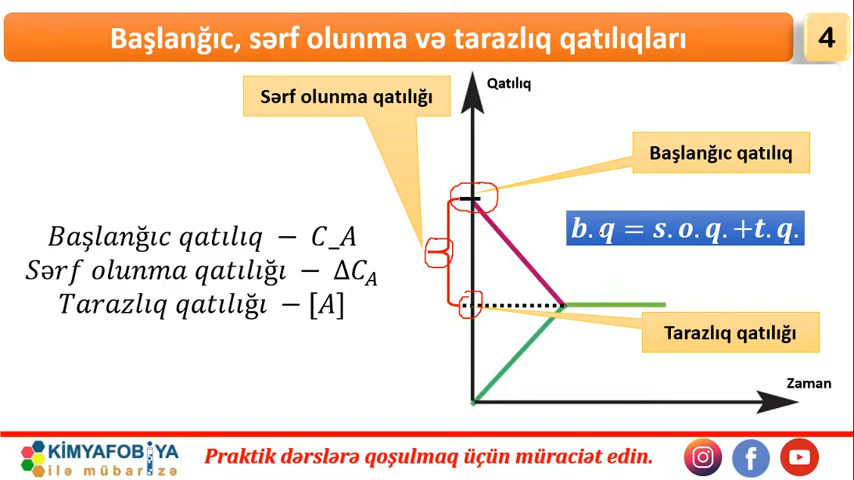 Başlanğıc, sərf olunma və tarazlıq qatılıqları
4
Qatılıq
Sərf olunma qatılığı
Başlanğıc qatılıq
b.q = s.o.q.+t.q.
Başlanğıc qatılıq − C_A
Sərf olunma qatılığı − ΔC_A
Tarazlıq qatılığı − [A]
Tarazlıq qatılığı
Zaman
KİMYAFOBİYA
ilə mübarizə
Praktik dərslərə qoşulmaq üçün müraciət edin.